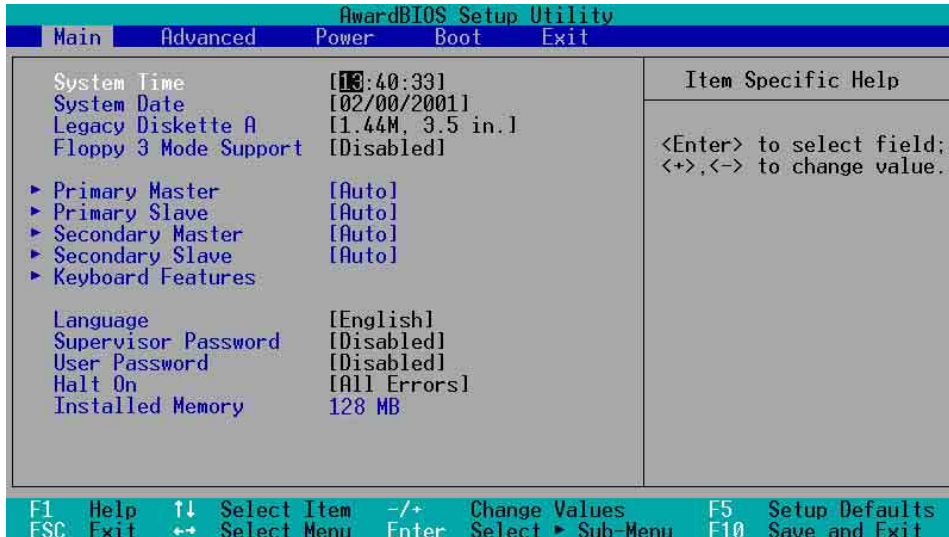 AwardBIOS Setup Utility
Main Advanced Power Boot Exit
System Time [13:40:33]
System Date [02/00/2001]
Legacy Diskette A [1.44M, 3.5 in.]
Floppy 3 Mode Support [Disabled]
▸ Primary Master [Auto]
▸ Primary Slave [Auto]
▸ Secondary Master [Auto]
▸ Secondary Slave [Auto]
▸ Keyboard Features
Language [English]
Supervisor Password [Disabled]
User Password [Disabled]
Halt On [All Errors]
Installed Memory 128 MB
Item Specific Help
<Enter> to select field;
<+>,<-> to change value.
F1 Help ↑↓ Select Item -/+ Change Values F5 Setup Defaults
ESC Exit ←→ Select Menu Enter Select ▸ Sub-Menu F10 Save and Exit